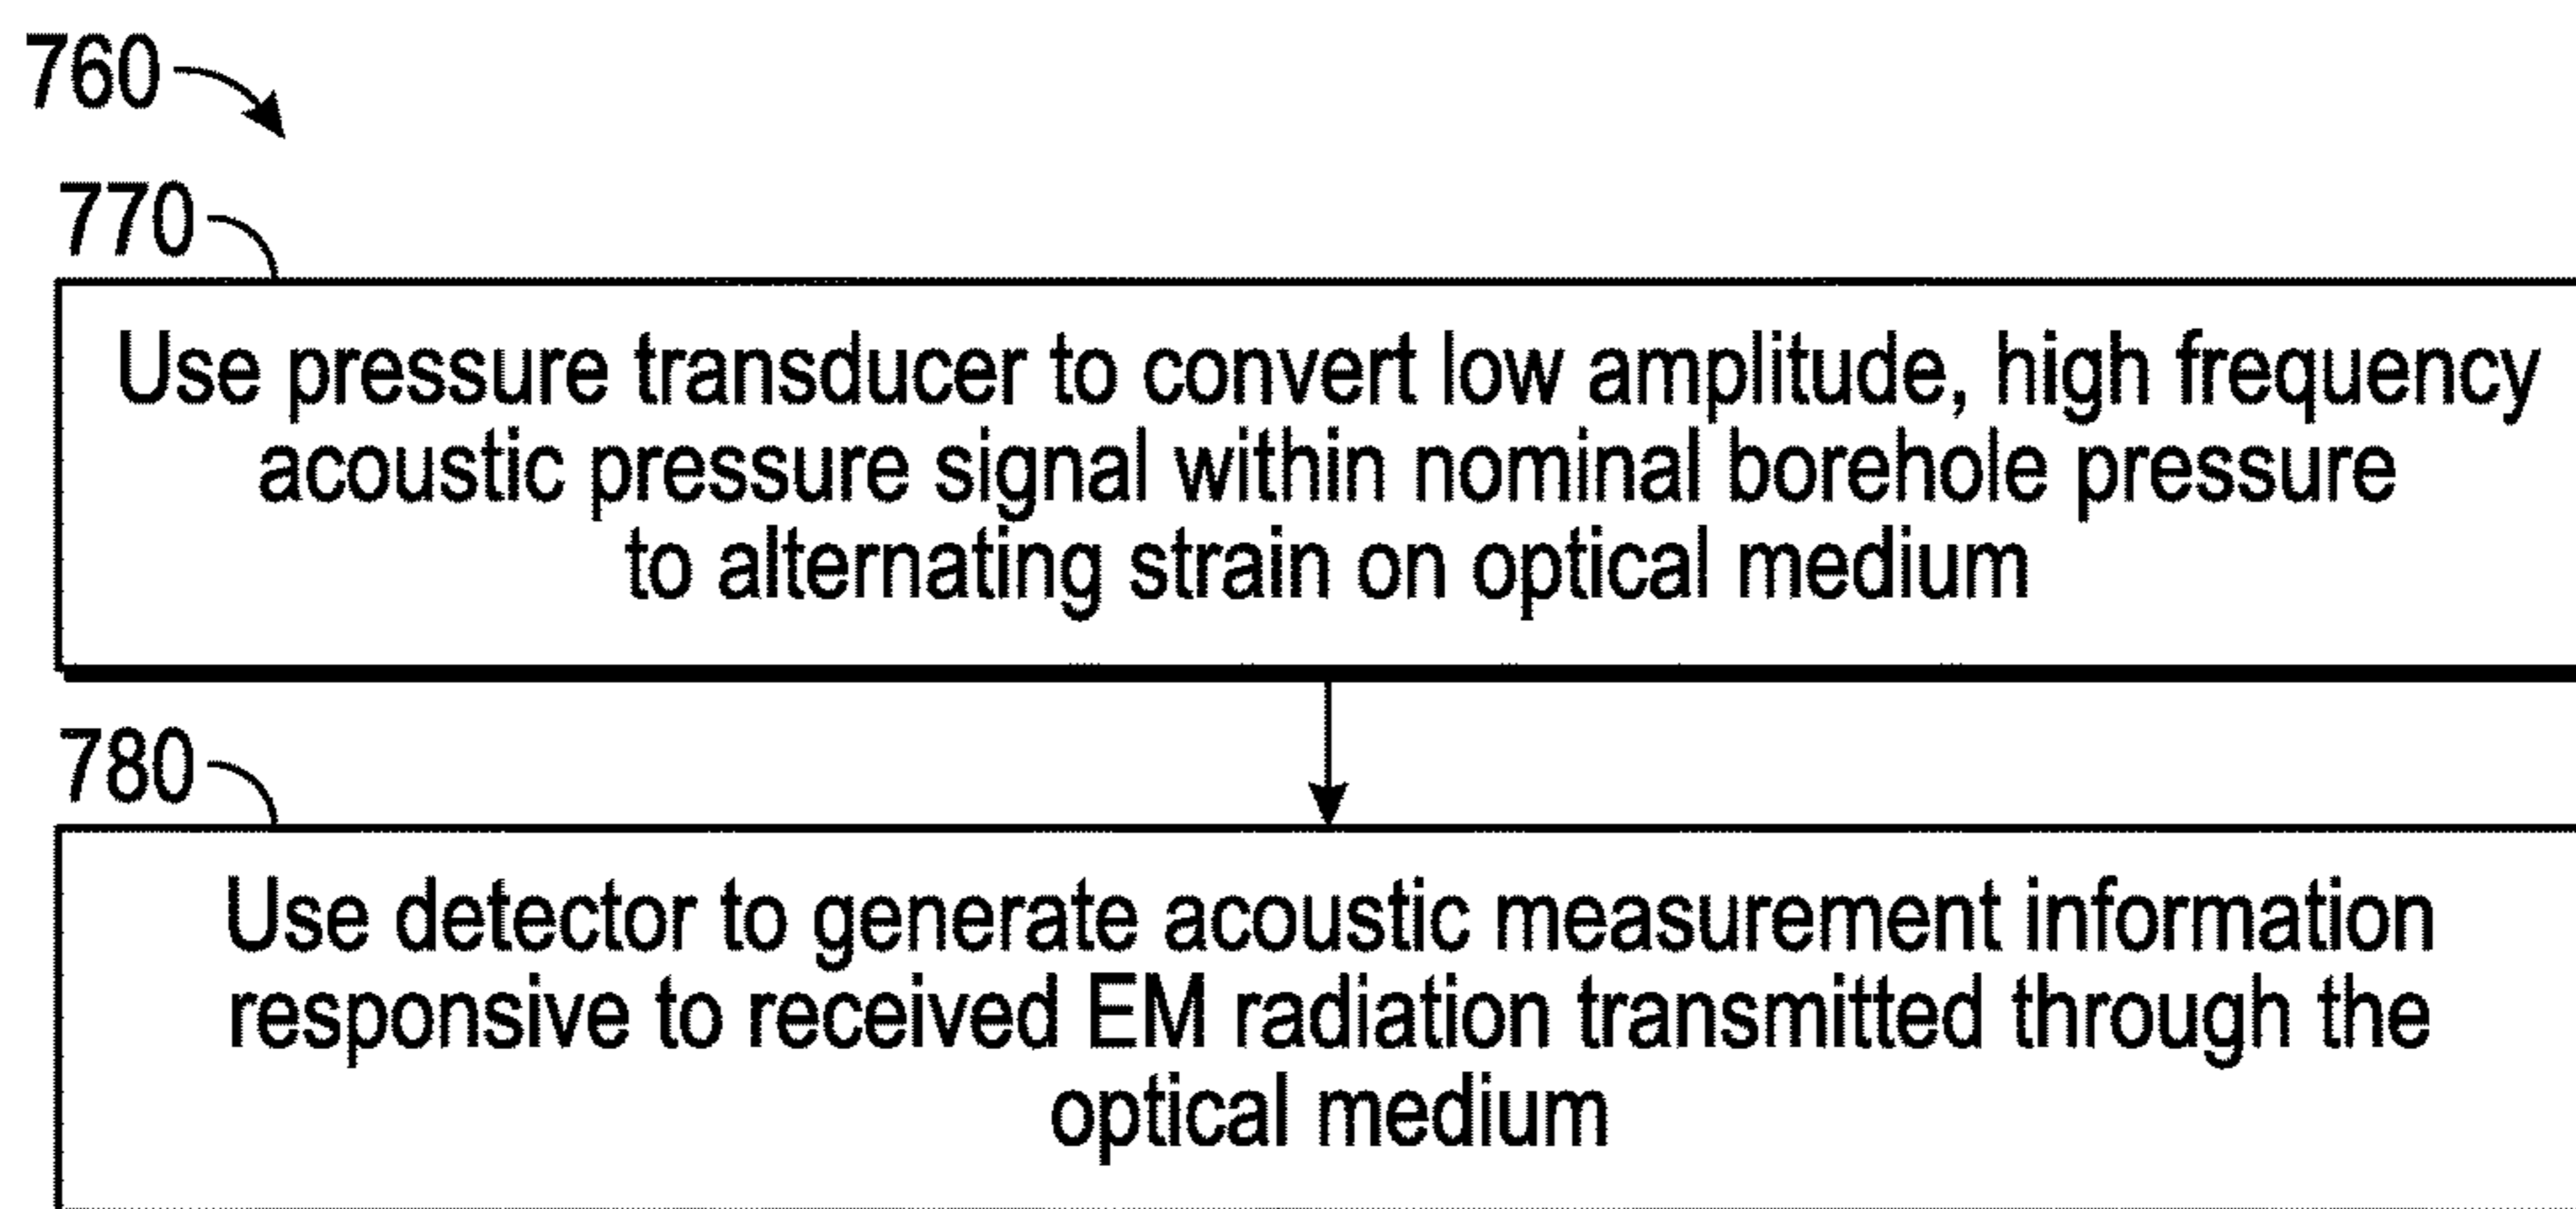 760
770
Use pressure transducer to convert low amplitude, high frequency
acoustic pressure signal within nominal borehole pressure
to alternating strain on optical medium
780
Use detector to generate acoustic measurement information
responsive to received EM radiation transmitted through the
optical medium